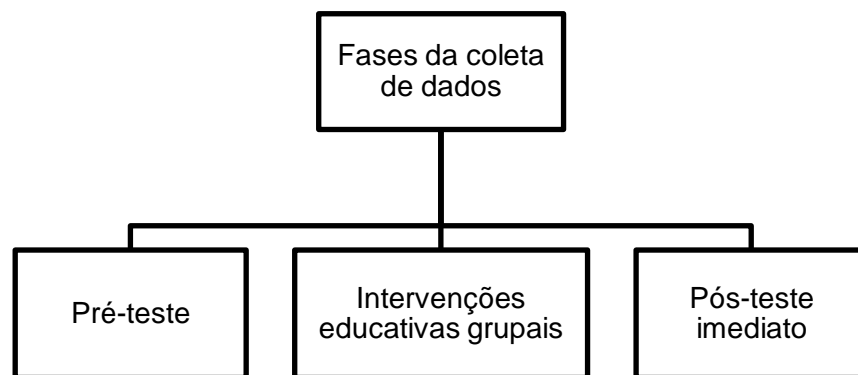 Fases da coleta
de dados
Pré-teste
Intervenções
educativas grupais
Pós-teste
imediato